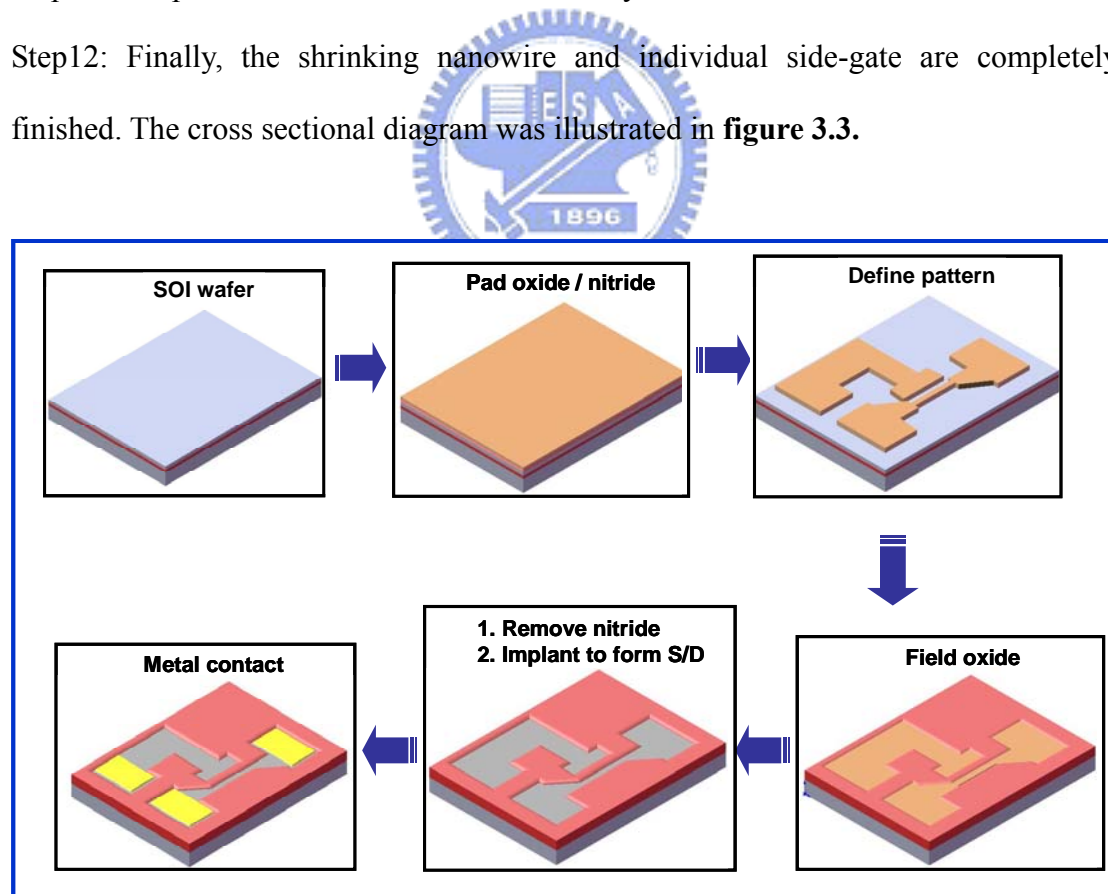 Step12: Finally, the shrinking nanowire and individual side-gate are completely
finished. The cross sectional diagram was illustrated in figure 3.3.
ESA
1896
SOI wafer
Pad oxide / nitride
Define pattern
Metal contact
1. Remove nitride
2. Implant to form S/D
Field oxide